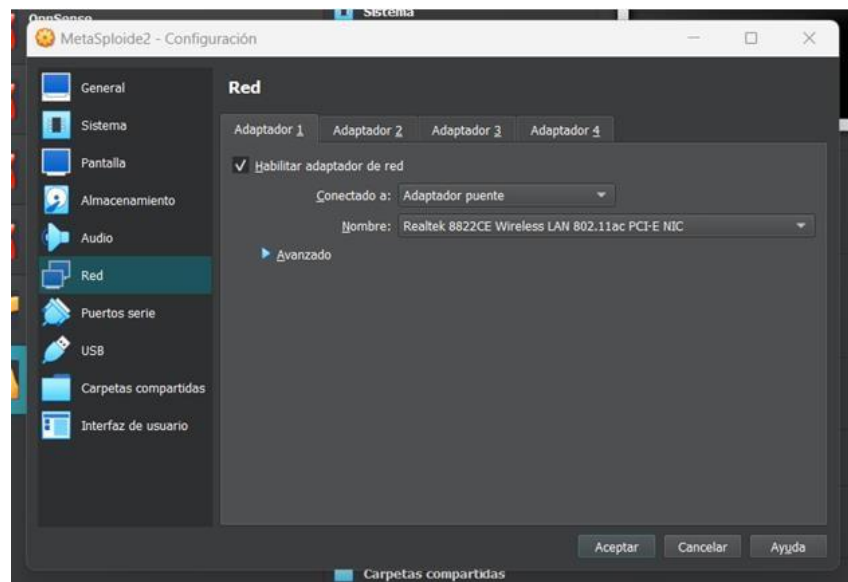 OpnSense
Sistema
MetaSploide2 - Configuración
General
Sistema
Pantalla
Almacenamiento
Audio
Red
Puertos serie
USB
Carpetas compartidas
Interfaz de usuario
Red
Adaptador 1 Adaptador 2 Adaptador 3 Adaptador 4
Habilitar adaptador de red
Conectado a: Adaptador puente
Nombre: Realtek 8822CE Wireless LAN 802.11ac PCI-E NIC
Avanzado
Aceptar Cancelar Ayuda
Carpetas compartidas